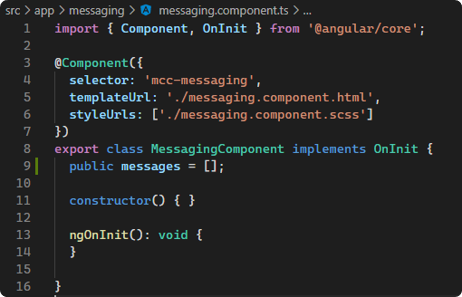 src > app > messaging > messaging.component.ts > ...
1 import { Component, OnInit } from '@angular/core';
2
3 @Component({
4   selector: 'mcc-messaging',
5   templateUrl: './messaging.component.html',
6   styleUrls: ['./messaging.component.scss']
7 })
8 export class MessagingComponent implements OnInit {
9   public messages = [];
10
11   constructor() { }
12
13   ngOnInit(): void {
14   }
15
16 }